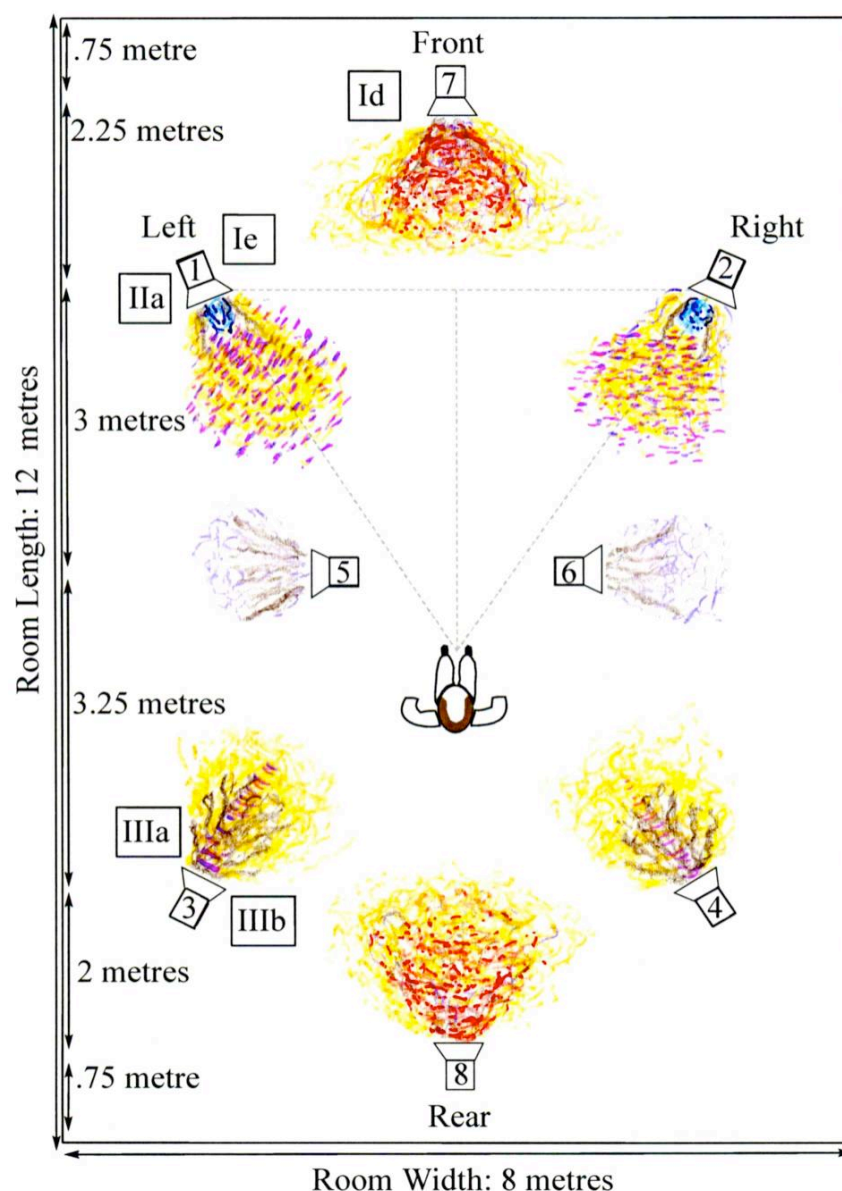 .75 metre
Front
7
Id
2.25 metres
Left
Ie
Right
1
2
IIa
3 metres
Room Length: 12 metres
5
6
3.25 metres
IIIa
3
IIIb
4
2 metres
.75 metre
8
Rear
Room Width: 8 metres